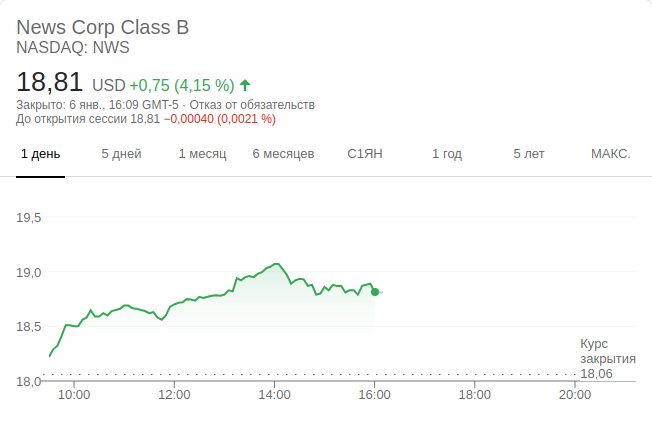 News Corp Class B
NASDAQ: NWS
18,81 USD +0,75 (4,15 %)
Закрыто: 6 янв., 16:09 GMT-5 · Отказ от обязательств
До открытия сессии 18,81 −0,00040 (0,0021 %)
1 день 5 дней 1 месяц 6 месяцев С1ЯН 1 год 5 лет МАКС.
19,5
19,0
18,5
18,0
Курс
закрытия
18,06
10:00 12:00 14:00 16:00 18:00 20:00